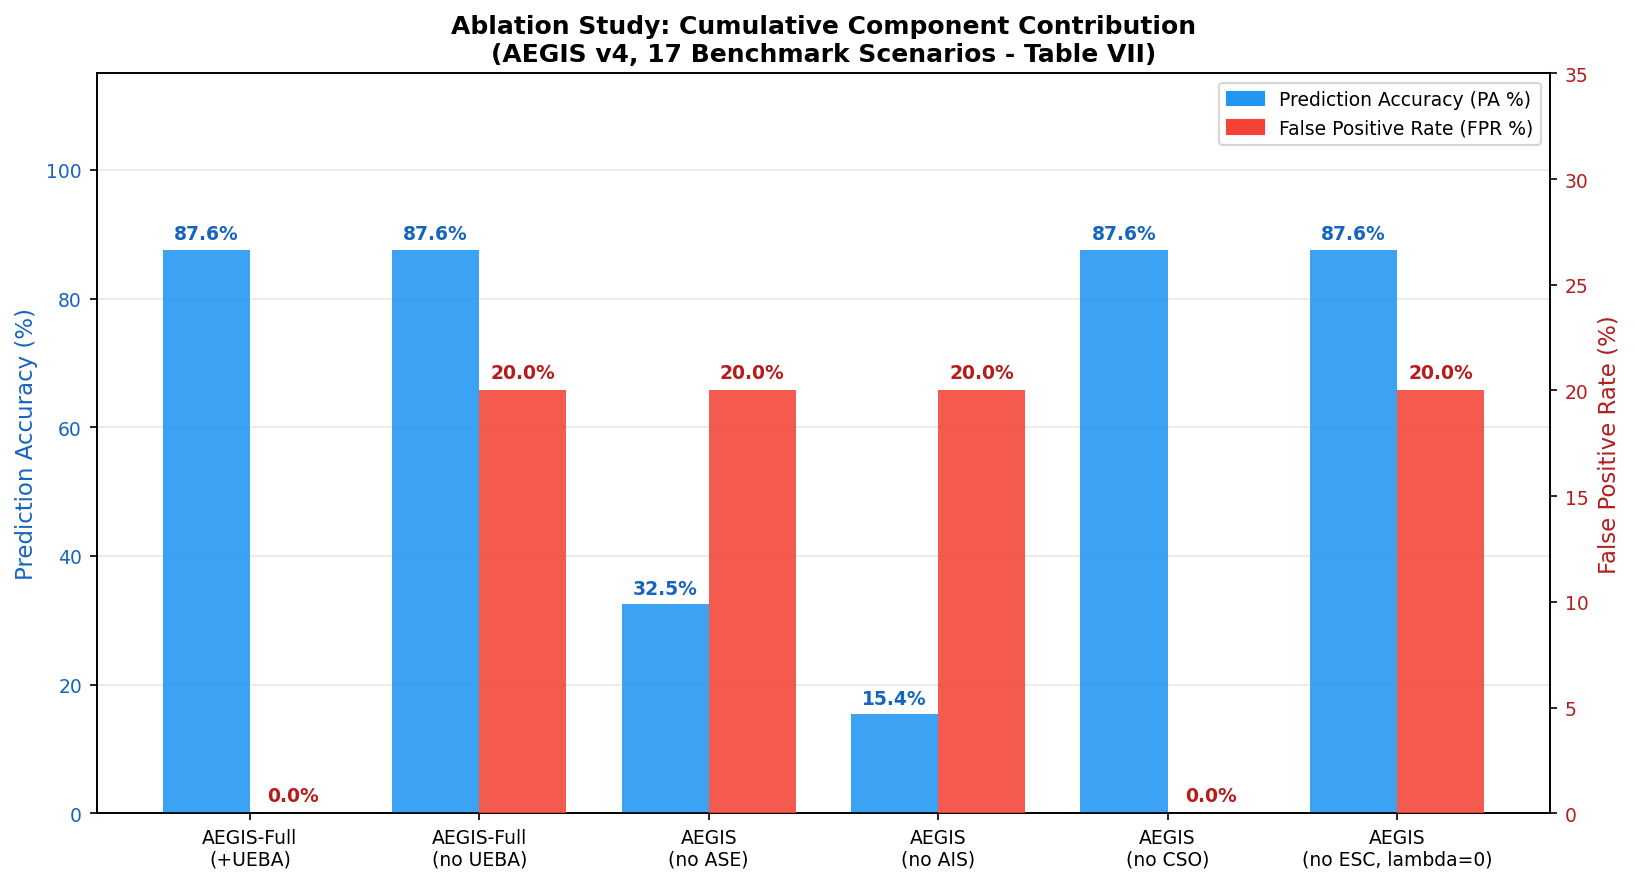 Ablation Study: Cumulative Component Contribution
(AEGIS v4, 17 Benchmark Scenarios - Table VII)
Prediction Accuracy (PA %)
False Positive Rate (FPR %)
Prediction Accuracy (%)
100
80
60
40
20
0
35
30
25
20
15
10
5
0
False Positive Rate (%)
87.6%
0.0%
87.6%
20.0%
32.5%
20.0%
15.4%
20.0%
87.6%
0.0%
87.6%
20.0%
AEGIS-Full
(+UEBA)
AEGIS-Full
(no UEBA)
AEGIS
(no ASE)
AEGIS
(no AIS)
AEGIS
(no CSO)
AEGIS
(no ESC, lambda=0)